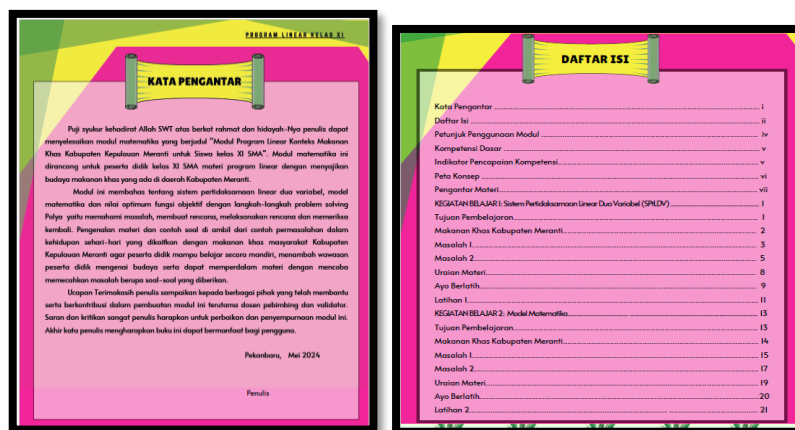 PROGRAM LINEAR KELAS XI
KATA PENGANTAR
Puji syukur kehadirat Allah SWT atas berkat rahmat dan hidayah-Nya penulis dapat
menyelesaikan modul matematika yang berjudul "Modul Program Linear Konteks Makanan
Khas Kabupaten Kepulauan Meranti untuk Siswa kelas XI SMA". Modul matematika ini
dirancang untuk peserta didik kelas XI SMA materi program linear dengan menyajikan
budaya makanan khas yang ada di daerah Kabupaten Meranti.
Modul ini membahas tentang sistem pertidaksamaan linear dua variabel, model
matematika dan nilai optimum fungsi objektif dengan langkah-langkah problem solving
Polya yaitu memahami masalah, membuat rencana, melaksanakan rencana dan memeriksa
kembali. Pengenalan materi dan contoh soal di ambil dari contoh permasalahan dalam
kehidupan sehari-hari yang dikaitkan dengan makanan khas masyarakat Kabupaten
Kepulauan Meranti agar peserta didik mampu belajar secara mandiri, menambah wawasan
peserta didik mengenai budaya serta dapat memperdalam materi dengan mencoba
memecahkan masalah berupa soal-soal yang diberikan.
Ucapan Terimakasih penulis sampaikan kepada berbagai pihak yang telah membantu
serta berkontribusi dalam pembuatan modul ini terutama dosen pebimbing dan validator.
Saran dan kritikan sangat penulis harapkan untuk perbaikan dan penyempurnaan modul ini.
Akhir kata penulis mengharapkan buku ini dapat bermanfaat bagi pengguna.
Pekanbaru, Mei 2024
Penulis
DAFTAR ISI
Kata Pengantar ... i
Daftar Isi ... ii
Petunjuk Penggunaan Modul ... iv
Kompetensi Dasar ... v
Indikator Pencapaian Kompetensi... v
Peta Konsep ... vi
Pengantar Materi... vii
KEGIATAN BELAJAR 1: Sistem Pertidaksamaan Linear Dua Variabel (SPtLDV) ... 1
Tujuan Pembelajaran... 1
Makanan Khas Kabupaten Meranti... 2
Masalah 1... 3
Masalah 2... 5
Uraian Materi... 8
Ayo Berlatih... 9
Latihan 1... 11
KEGIATAN BELAJAR 2: Model Matematika... 13
Tujuan Pembelajaran... 13
Makanan Khas Kabupaten Meranti... 14
Masalah 1... 15
Masalah 2... 17
Uraian Materi... 19
Ayo Berlatih... 20
Latihan 2... 21